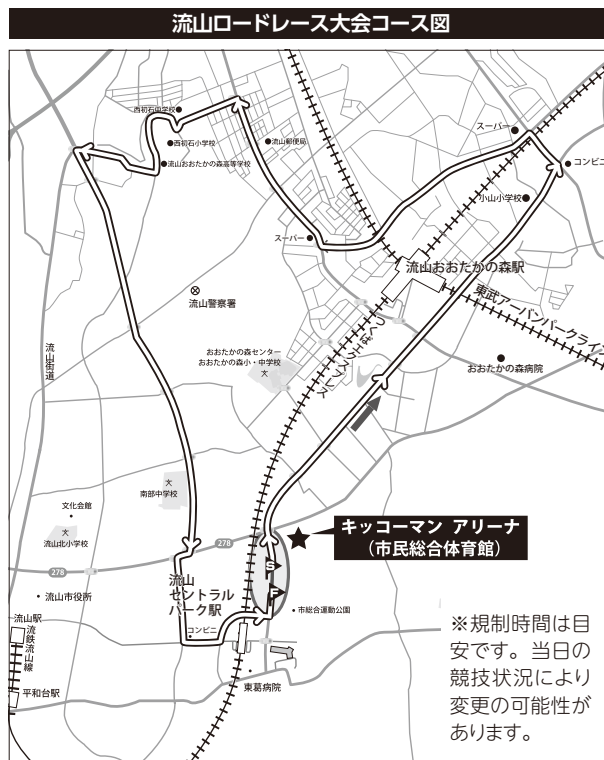 流山ロードレース大会コース図
西初石中学校
西初石小学校
流山おおたかの森高等学校
流山郵便局
スーパー
コンビニ
小山小学校
スーパー
流山おおたかの森駅
東武アーバンパークライン
つくばエクスプレス
流山警察署
おおたかの森センター
おおたかの森小・中学校
文
おおたかの森病院
流山街道
文
南部中学校
文化会館
文
流山北小学校
278
278
キッコーマン アリーナ
(市民総合体育館)
S
F
流山
セントラル
パーク駅
コンビニ
市総合運動公園
流山市役所
流山駅
流鉄流山線
平和台駅
東葛病院
※規制時間は目
安です。当日の
競技状況により
変更の可能性が
あります。